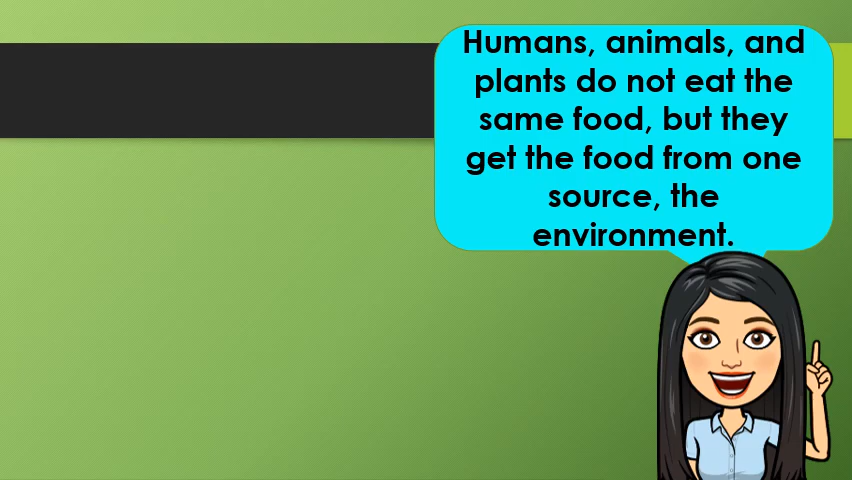 Humans, animals, and
plants do not eat the
same food, but they
get the food from one
source, the
environment.